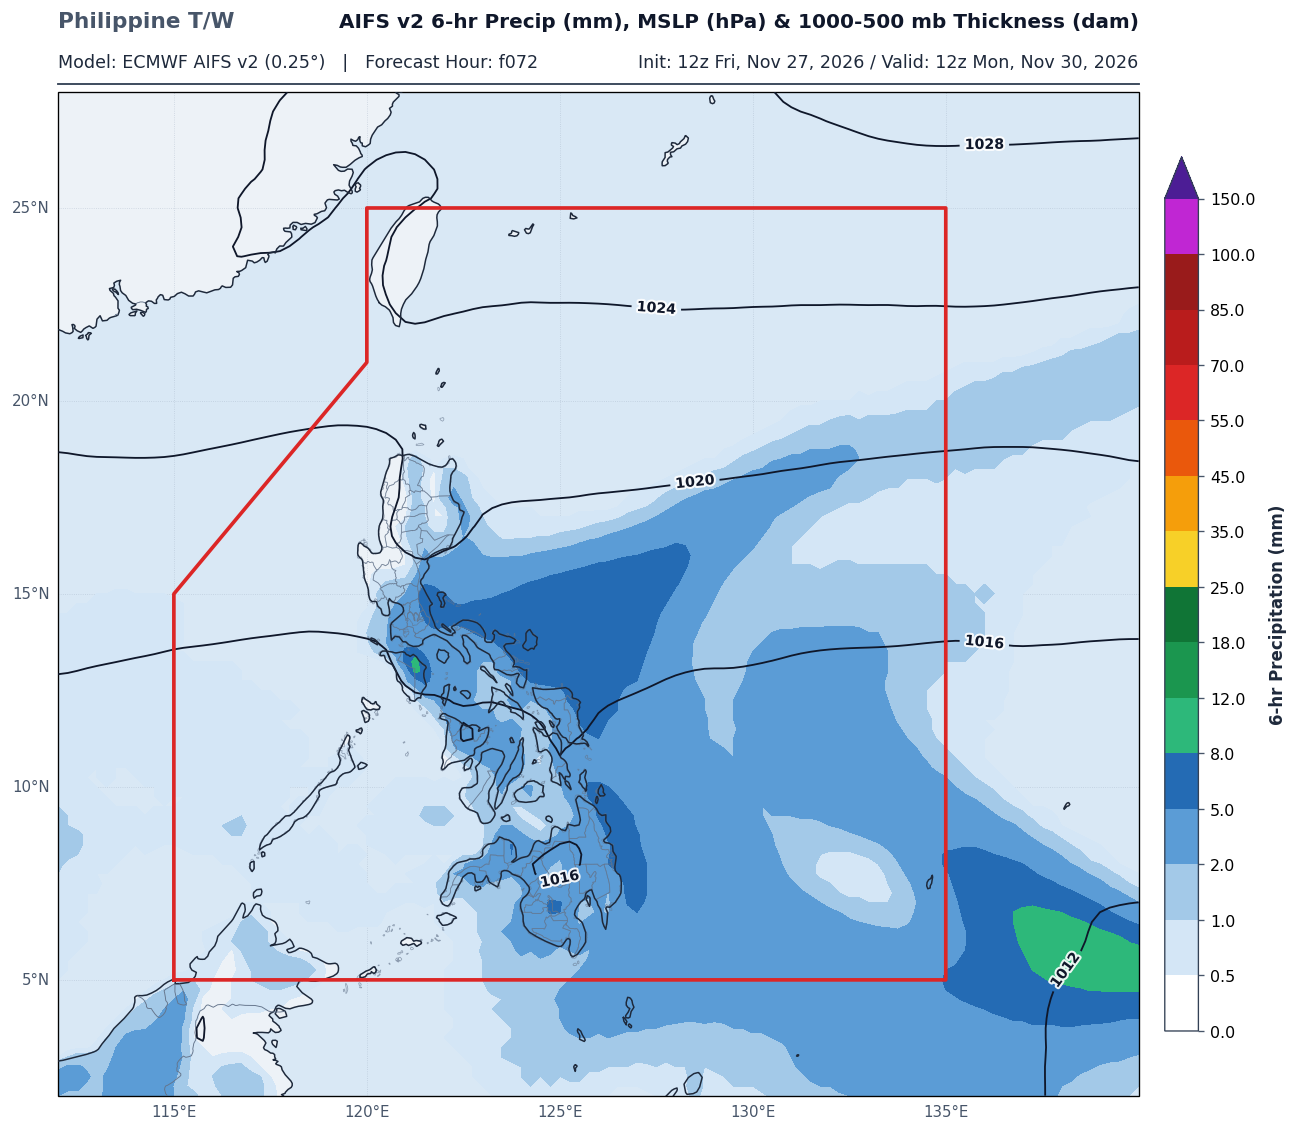 Philippine T/W
AIFS v2 6-hr Precip (mm), MSLP (hPa) & 1000-500 mb Thickness (dam)
Model: ECMWF AIFS v2 (0.25°) | Forecast Hour: f072
Init: 12z Fri, Nov 27, 2026 / Valid: 12z Mon, Nov 30, 2026
1028
25°N
1024
20°N
1020
15°N
1016
10°N
1016
1012
5°N
115°E
120°E
125°E
130°E
135°E
150.0
100.0
85.0
70.0
55.0
45.0
35.0
25.0
18.0
12.0
8.0
5.0
2.0
1.0
0.5
0.0
6-hr Precipitation (mm)